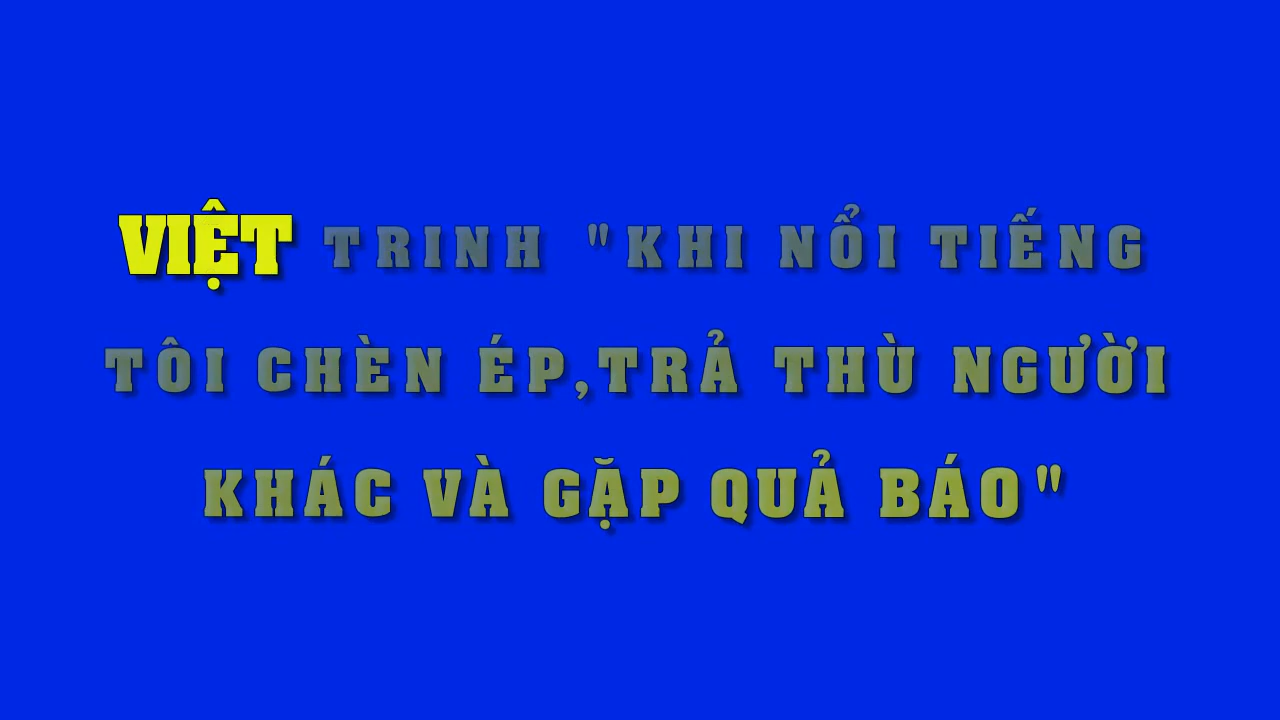 VIỆT TRINH "KHI NỔI TIẾNG
TÔI CHÈN ÉP,TRẢ THÙ NGƯỜI
KHÁC VÀ GẶP QUẢ BÁO"